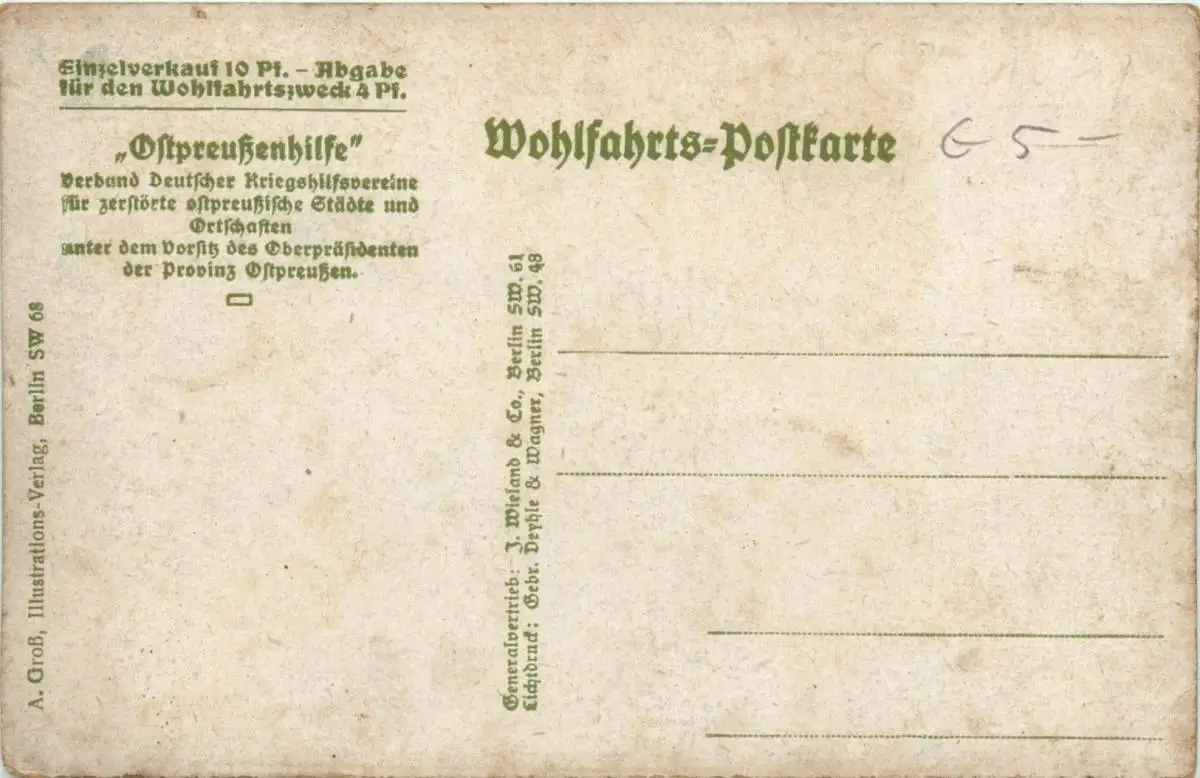 Einzelverkauf 10 Pf. – Abgabe
für den Wohlfahrtszweck 4 Pf.
„Ostpreußenhilfe"
Verband Deutscher Kriegshilfsvereine
für zerstörte ostpreußische Städte und
Ortschaften
unter dem Vorsitz des Oberpräsidenten
der Provinz Ostpreußen.
A. Groß, Illustrations-Verlag, Berlin SW 68
Wohlfahrts-Postkarte
G 5 –
Generalvertrieb: J. Wieland & Co., Berlin SW. 61
Lichtdruck: Gebr. Deyhle & Wagner, Berlin SW. 48